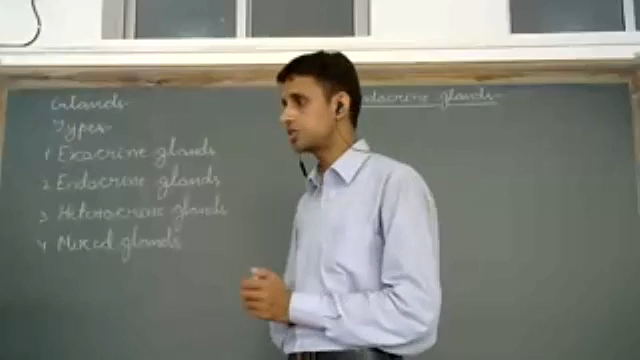 Endocrine glands
Glands
Types
1 Exocrine glands
2 Endocrine glands
3 Heterocrine glands
4 Mixed glands